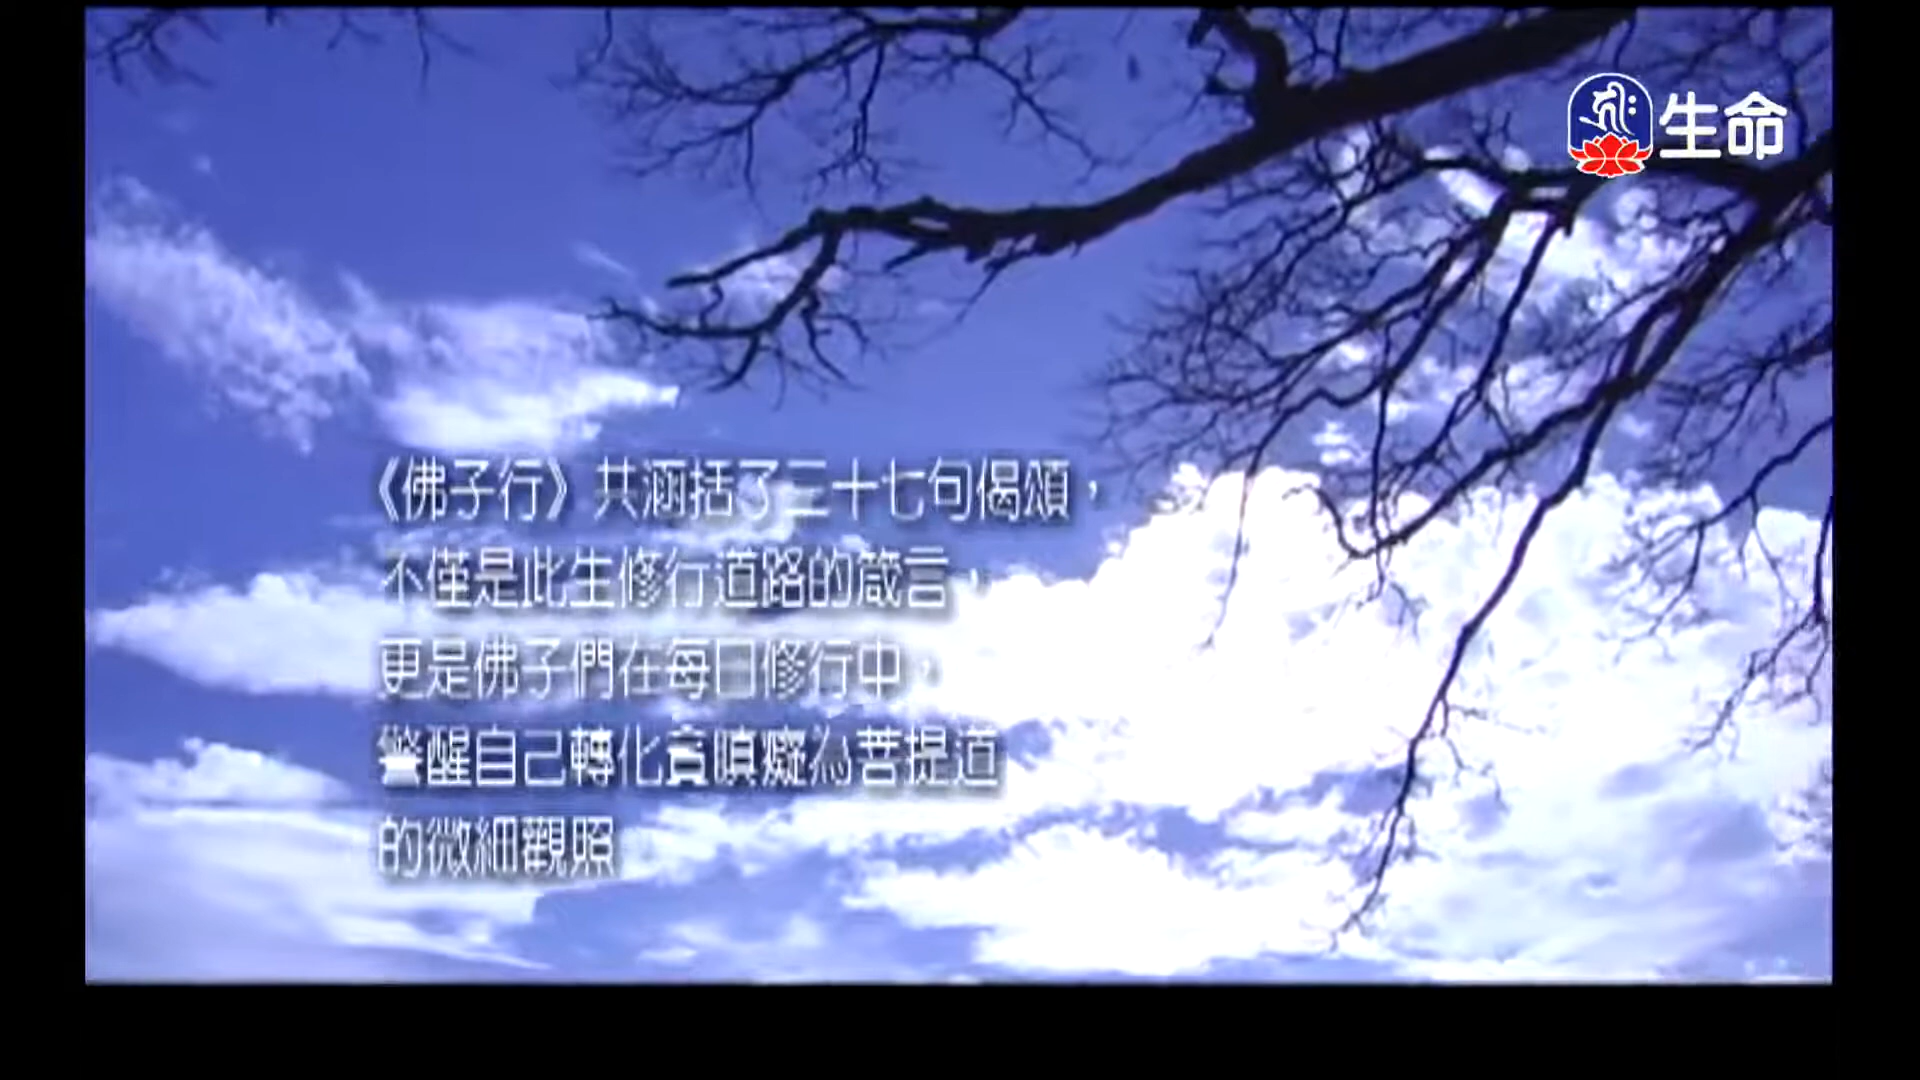 生命
《佛子行》共涵括了三十七句偈頌，
不僅是此生修行道路的箴言，
更是佛子們在每日修行中，
警醒自己轉化貪瞋癡為菩提道
的微細觀照